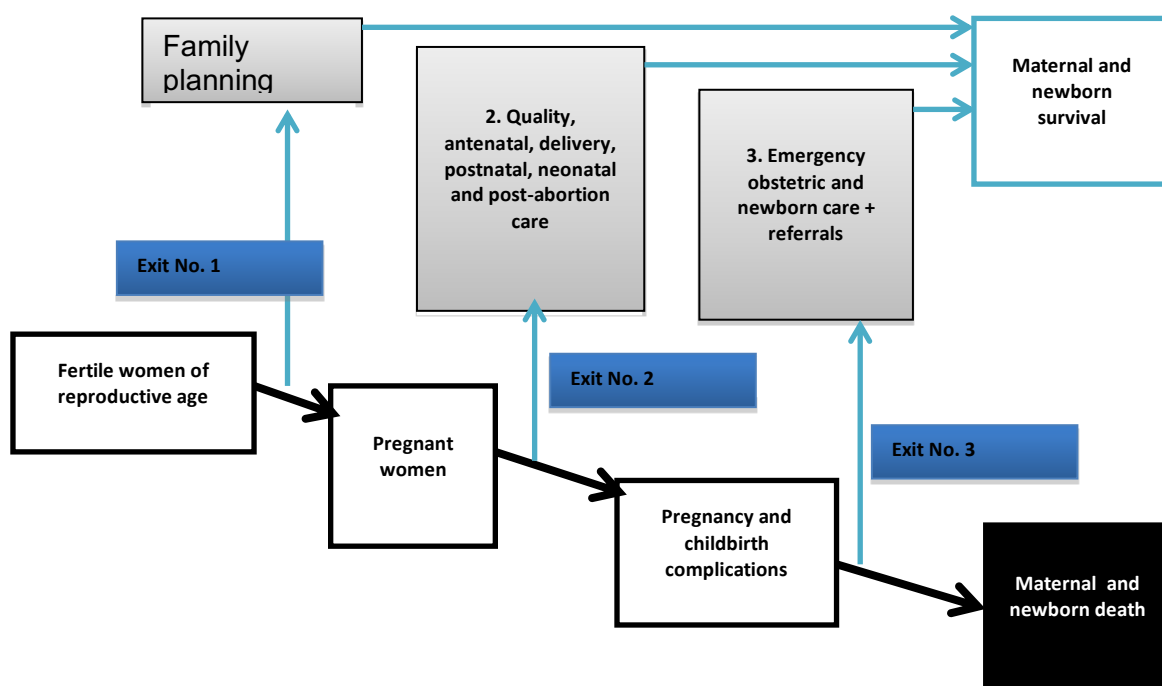 Family
planning
Maternal and
newborn
survival
2. Quality,
antenatal, delivery,
postnatal, neonatal
and post-abortion
care
3. Emergency
obstetric and
newborn care +
referrals
Exit No. 1
Fertile women of
reproductive age
Exit No. 2
Pregnant
women
Exit No. 3
Pregnancy and
childbirth
complications
Maternal  and
newborn death